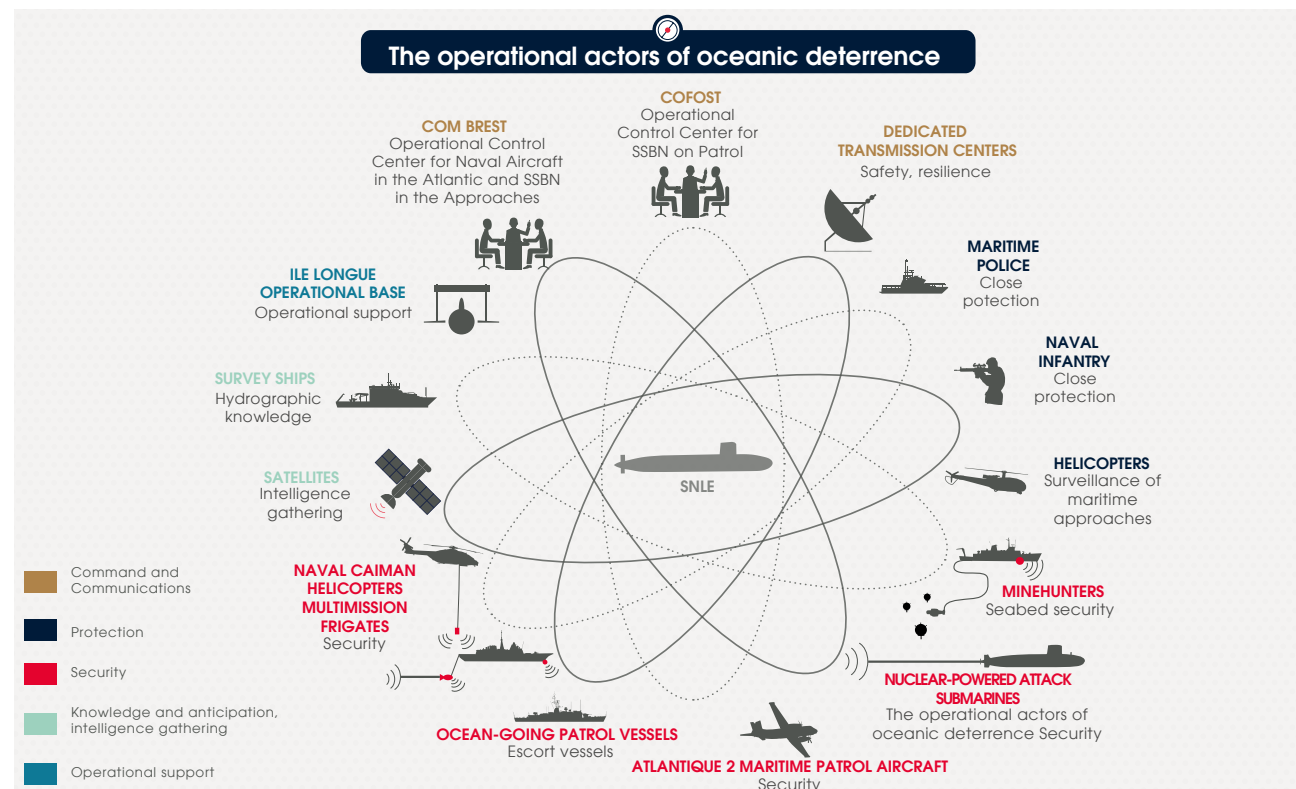 The operational actors of oceanic deterrence
COFOST
Operational
Control Center for
SSBN on Patrol
COM BREST
Operational Control
Center for Naval Aircraft
in the Atlantic and SSBN
in the Approaches
DEDICATED
TRANSMISSION CENTERS
Safety, resilience
ILE LONGUE
OPERATIONAL BASE
Operational support
MARITIME
POLICE
Close
potection
SURVEY SHIPS
Hydrographic
knowledge
NAVAL
INFANTRY
Close
protection
SATELLITES
Intelligence
gathering
SNLE
HELICOPTERS
Surveillance of
maritime
approaches
NAVAL CAIMAN
HELICOPTERS
MULTIMISSION
FRIGATES
Security
MINEHUNTERS
Seabed security
NUCLEAR-POWERED ATTACK
SUBMARINES
The operational actors of
oceanic deterrence Security
OCEAN-GOING PATROL VESSELS
Escort vessels
ATLANTIQUE 2 MARITIME PATROL AIRCRAFT
Security
Command and
Communications
Protection
Security
Knowledge and anticipation,
intelligence gathering
Operational support